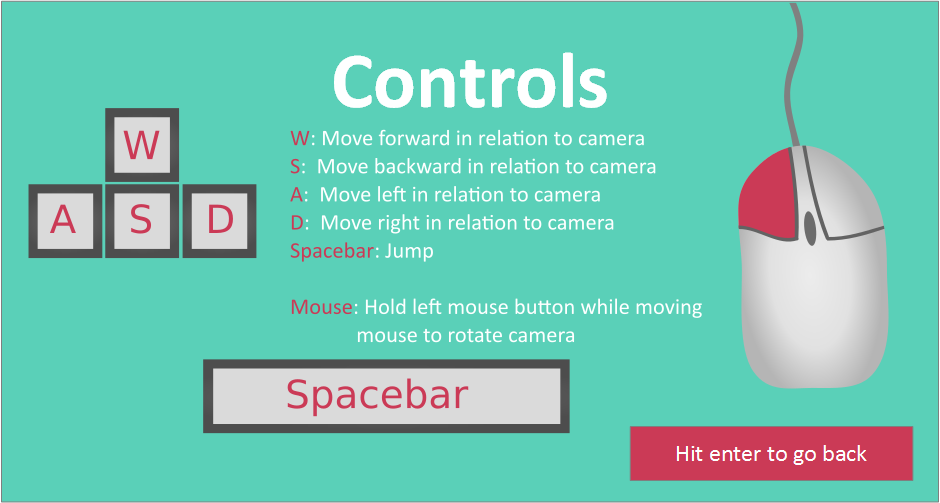 Controls
W
A S D
W: Move forward in relation to camera
S: Move backward in relation to camera
A: Move left in relation to camera
D: Move right in relation to camera
Spacebar: Jump
Mouse: Hold left mouse button while moving
mouse to rotate camera
Spacebar
Hit enter to go back